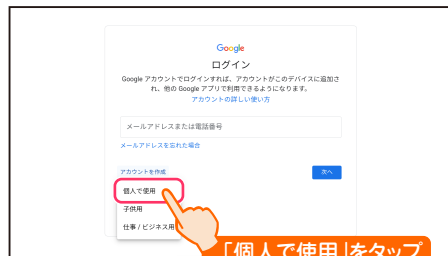 Google
ログイン
Google アカウントでログインすれば、アカウントがこのデバイスに追加さ
れ、他の Google アプリで利用できるようになります。
アカウントの詳しい使い方
メールアドレスまたは電話番号
メールアドレスを忘れた場合
アカウントを作成
次へ
個人で使用
子供用
仕事 / ビジネス用
「個人で使用」をタップ